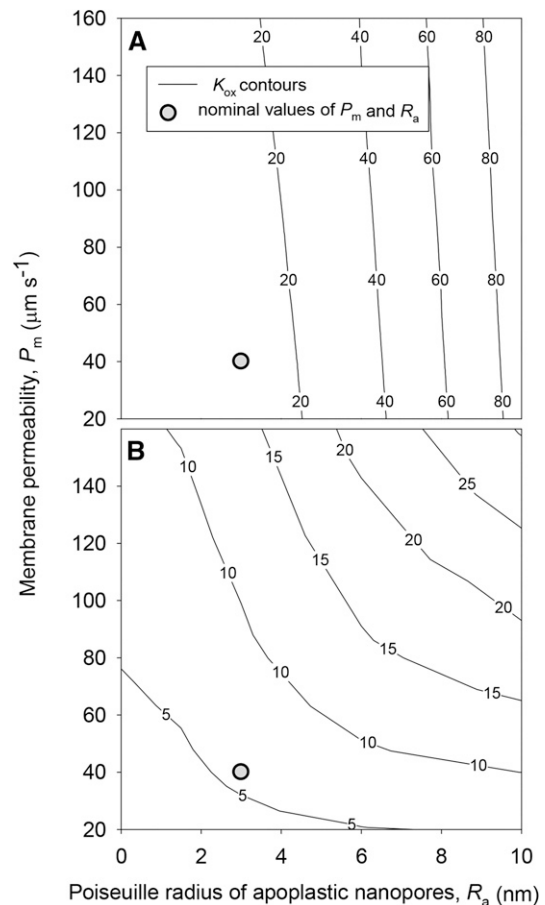 160
20 40 60 80
A
K_ox contours
nominal values of P_m and R_a
140
120
20 40 60 80
100
80
20 40 60 80
60
40
20 40 60 80
20
B
20
15
10
140
25
120
20
15
10
100
20
80
15
10
15
60
5
10
10
40
5
5
20
0 2 4 6 8 10
Membrane permeability, P_m (μm s⁻¹)
Poiseuille radius of apoplastic nanopores, R_a (nm)